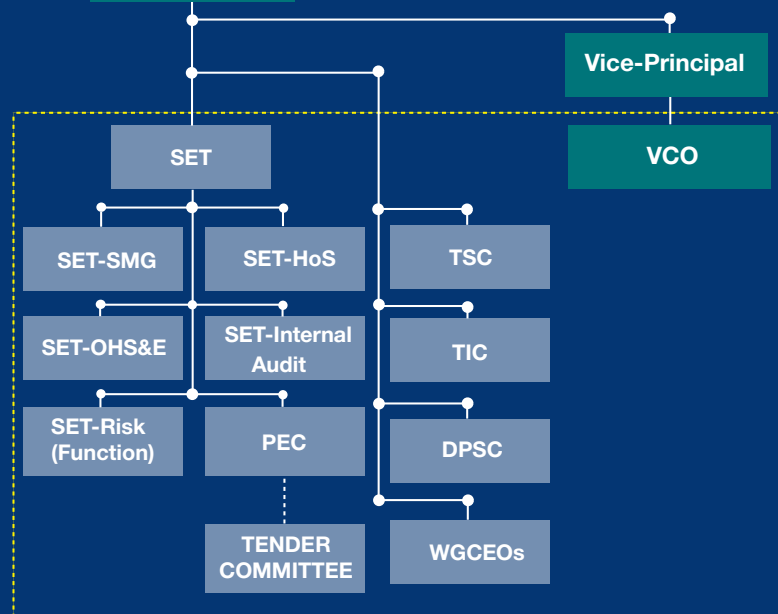 Vice-Principal
VCO
SET
SET-SMG
SET-HoS
TSC
SET-OHS&E
SET-Internal
Audit
TIC
SET-Risk
(Function)
PEC
DPSC
TENDER
COMMITTEE
WGCEOs